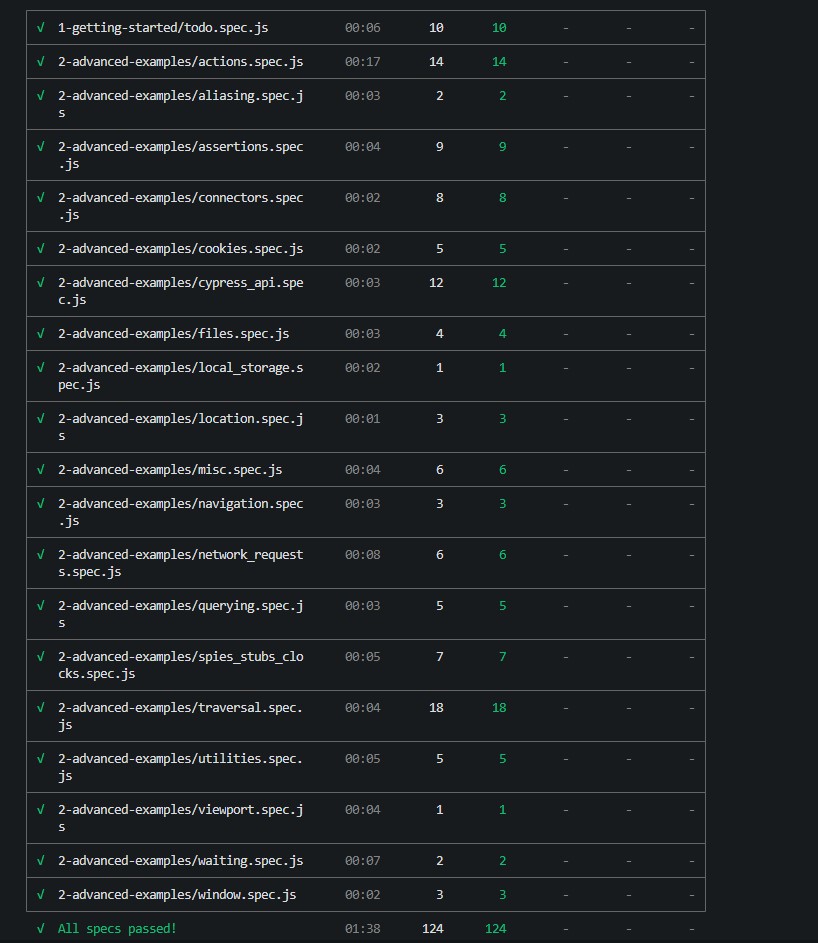 √ 1-getting-started/todo.spec.js 00:06 10 10 - - -
√ 2-advanced-examples/actions.spec.js 00:17 14 14 - - -
√ 2-advanced-examples/aliasing.spec.j 00:03 2 2 - - -
s
√ 2-advanced-examples/assertions.spec 00:04 9 9 - - -
.js
√ 2-advanced-examples/connectors.spec 00:02 8 8 - - -
.js
√ 2-advanced-examples/cookies.spec.js 00:02 5 5 - - -
√ 2-advanced-examples/cypress_api.spe 00:03 12 12 - - -
c.js
√ 2-advanced-examples/files.spec.js 00:03 4 4 - - -
√ 2-advanced-examples/local_storage.s 00:02 1 1 - - -
pec.js
√ 2-advanced-examples/location.spec.j 00:01 3 3 - - -
s
√ 2-advanced-examples/misc.spec.js 00:04 6 6 - - -
√ 2-advanced-examples/navigation.spec 00:03 3 3 - - -
.js
√ 2-advanced-examples/network_request 00:08 6 6 - - -
s.spec.js
√ 2-advanced-examples/querying.spec.j 00:03 5 5 - - -
s
√ 2-advanced-examples/spies_stubs_clo 00:05 7 7 - - -
cks.spec.js
√ 2-advanced-examples/traversal.spec. 00:04 18 18 - - -
js
√ 2-advanced-examples/utilities.spec. 00:05 5 5 - - -
js
√ 2-advanced-examples/viewport.spec.j 00:04 1 1 - - -
s
√ 2-advanced-examples/waiting.spec.js 00:07 2 2 - - -
√ 2-advanced-examples/window.spec.js 00:02 3 3 - - -
√ All specs passed! 01:38 124 124 - - -